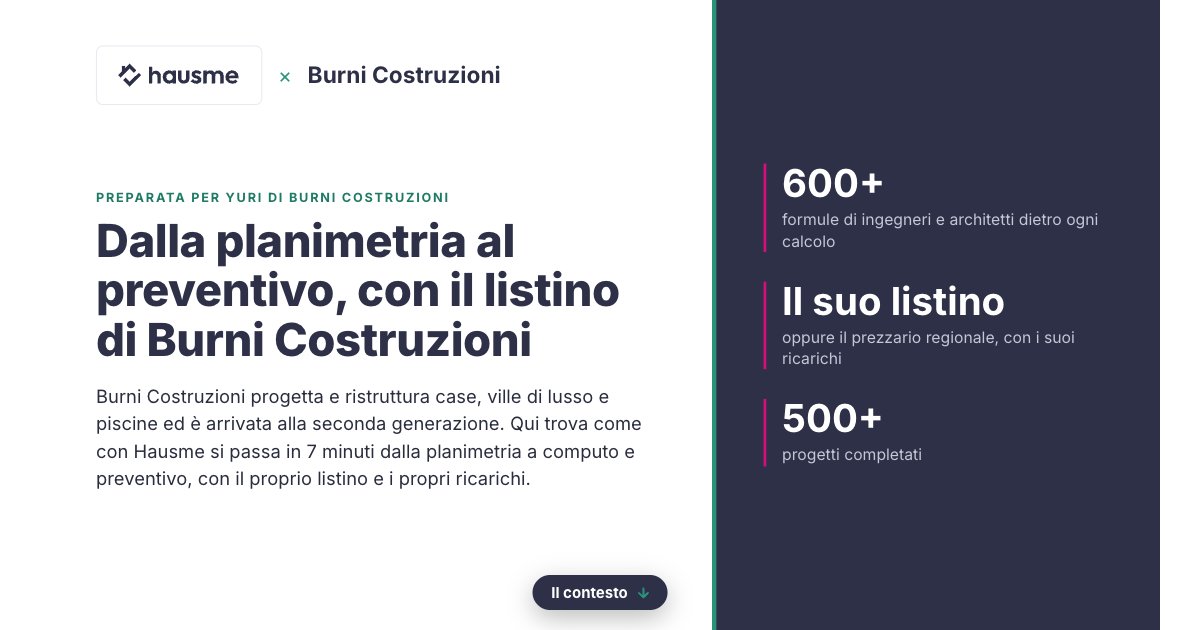 hausme × Burni Costruzioni
PREPARATA PER YURI DI BURNI COSTRUZIONI
Dalla planimetria al
preventivo, con il listino
di Burni Costruzioni
Burni Costruzioni progetta e ristruttura case, ville di lusso e
piscine ed è arrivata alla seconda generazione. Qui trova come
con Hausme si passa in 7 minuti dalla planimetria a computo e
preventivo, con il proprio listino e i propri ricarichi.
Il contesto ↓
600+
formule di ingegneri e architetti dietro ogni
calcolo
Il suo listino
oppure il prezzario regionale, con i suoi
ricarichi
500+
progetti completati